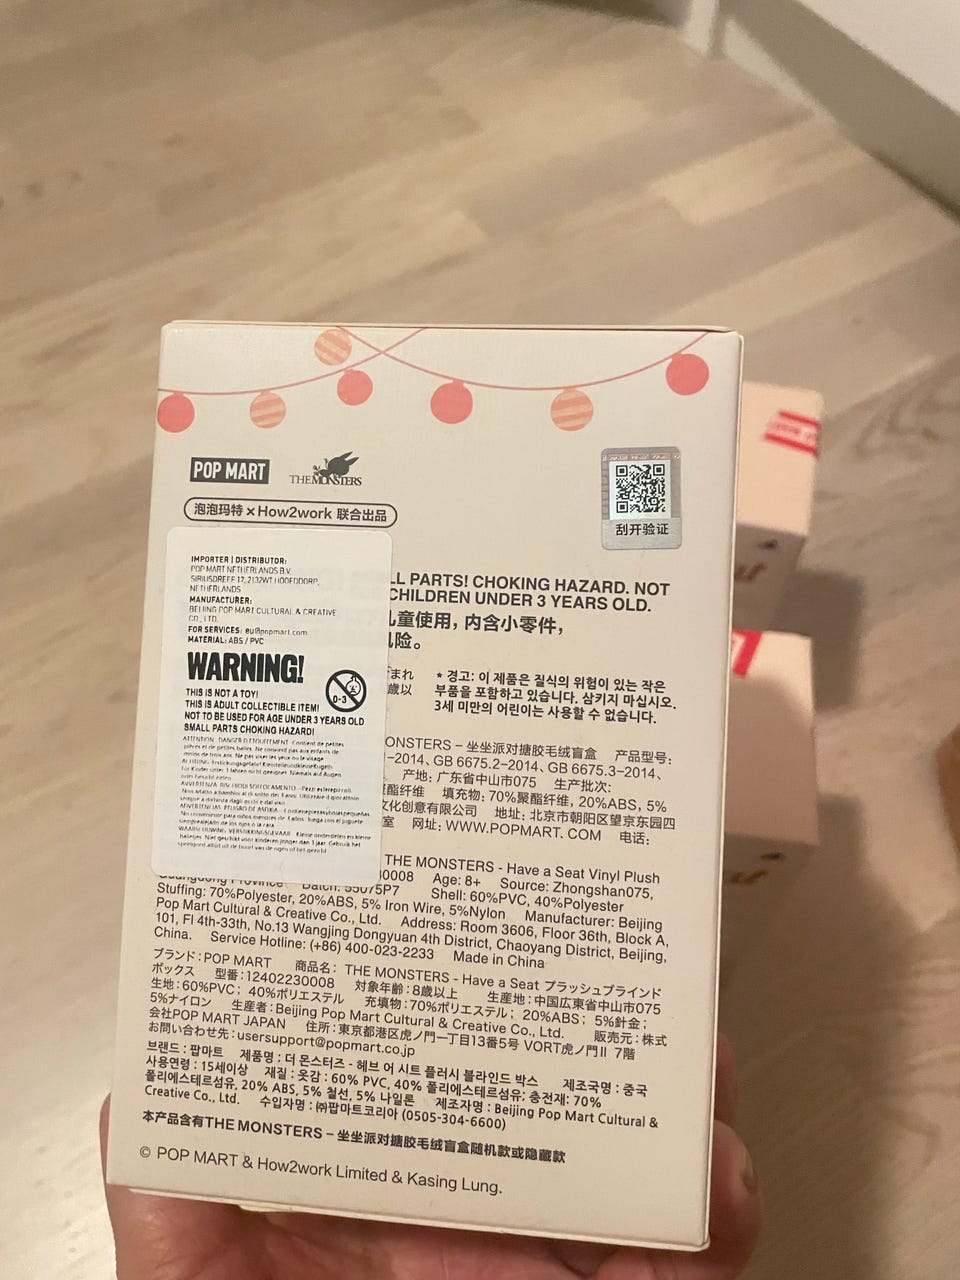 POP MART
THE MONSTERS
泡泡玛特 × How2work 联合出品
刮开验证
IMPORTER | DISTRIBUTOR:
POP MART NETHERLANDS B.V.
SIRIUSDREEF 17, 2132WT HOOFDDORP,
NETHERLANDS
MANUFACTURER:
BEIJING POP MART CULTURAL & CREATIVE
CO., LTD.
FOR SERVICES: eu@popmart.com
MATERIAL: ABS / PVC
WARNING!
0-3
THIS IS NOT A TOY!
THIS IS ADULT COLLECTIBLE ITEM!
NOT TO BE USED FOR AGE UNDER 3 YEARS OLD
SMALL PARTS CHOKING HAZARD!
LL PARTS! CHOKING HAZARD. NOT
CHILDREN UNDER 3 YEARS OLD.
儿童使用，内含小零件，
险。
まれ
歳以
* 경고: 이 제품은 질식의 위험이 있는 작은
부품을 포함하고 있습니다. 삼키지 마십시오.
3세 미만의 어린이는 사용할 수 없습니다.
ONSTERS – 坐坐派对搪胶毛绒盲盒 产品型号:
–2014、GB 6675.2–2014、GB 6675.3–2014、
产地: 广东省中山市075 生产批次:
聚酯纤维 填充物: 70%聚酯纤维, 20%ABS, 5%
文化创意有限公司 地址: 北京市朝阳区望京东园四
室 网址: WWW.POPMART.COM 电话:
THE MONSTERS - Have a Seat Vinyl Plush
30008 Age: 8+ Source: Zhongshan075,
Guangdong Province Batch: 55075P7 Shell: 60%PVC, 40%Polyester
Stuffing: 70%Polyester, 20%ABS, 5% Iron Wire, 5%Nylon Manufacturer: Beijing
Pop Mart Cultural & Creative Co., Ltd. Address: Room 3606, Floor 36th, Block A,
101, Fl 4th-33th, No.13 Wangjing Dongyuan 4th District, Chaoyang District, Beijing,
China. Service Hotline: (+86) 400-023-2233 Made in China
ブランド: POP MART 商品名: THE MONSTERS - Have a Seat プラッシュブラインド
ボックス 型番: 12402230008 対象年齢: 8歳以上 生産地: 中国広東省中山市075
生地: 60%PVC; 40%ポリエステル 充填物: 70%ポリエステル; 20%ABS; 5%針金;
5%ナイロン 生産者: Beijing Pop Mart Cultural & Creative Co., Ltd. 販売元: 株式
会社POP MART JAPAN 住所: 東京都港区虎ノ門一丁目13番5号 VORT虎ノ門II 7階
お問い合わせ先: usersupport@popmart.co.jp
브랜드 : 팝마트 제품명 : 더 몬스터즈 - 헤브 어 시트 플러시 블라인드 박스 제조국명 : 중국
사용연령 : 15세이상 재질 : 옷감 : 60% PVC, 40% 폴리에스테르섬유; 충전재: 70%
폴리에스테르섬유, 20% ABS, 5% 철선, 5% 나일론 제조자명 : Beijing Pop Mart Cultural &
Creative Co., Ltd. 수입자명 : ㈜팝마트코리아 (0505-304-6600)
本产品含有THE MONSTERS – 坐坐派对搪胶毛绒盲盒随机款或隐藏款
© POP MART & How2work Limited & Kasing Lung.